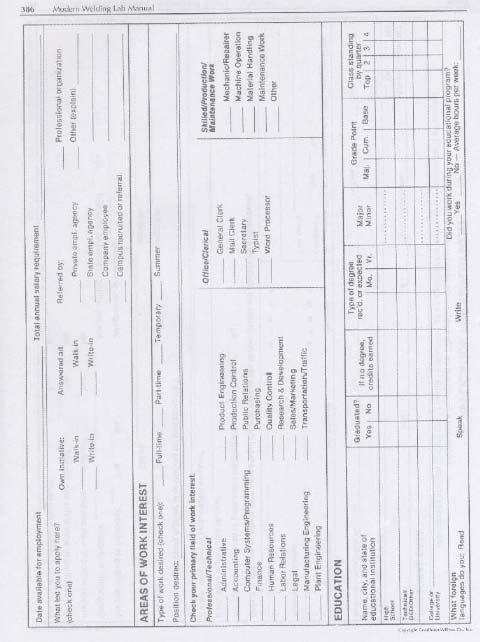 386 Modern Welding Lab Manual
Date available for employment Total annual salary requirement
What led you to apply here? Own initiative: Answered ad: Referred by:
(check one) Walk-in Walk-in Private empl. agency Professional organization
Write-in Write-in State empl. agency Other (explain)
Company employee
Campus recruited or referral
AREAS OF WORK INTEREST
Type of work desired (check one): Full-time Part-time Temporary Summer
Position desired:
Check your primary field of work interest.
Professional/Technical Office/Clerical Skilled/Production/
Maintenance Work
Administrative Product Engineering General Clerk Mechanic/Repairer
Accounting Production Control Mail Clerk Machine Operation
Computer Systems/Programming Public Relations Secretary Material Handling
Finance Purchasing Typist Maintenance Work
Human Resources Quality Control Word Processor Other
Labor Relations Research & Development
Legal Sales/Marketing
Manufacturing Engineering Transportation/Traffic
Plant Engineering
EDUCATION
Name, city, and state of Graduated? If no degree, Type of degree Major Grade Point Class standing
educational institution Yes No credits earned rec'd. or expected Minor Maj. Cum. Base by quarter
Mo. Yr. Top 2 3 4
High
School
Technical
or Other
College or
University
What foreign Did you work during your educational program?
languages do you: Read Speak Write Yes No — Average hours per week:
Copyright Goodheart-Willcox Co., Inc.